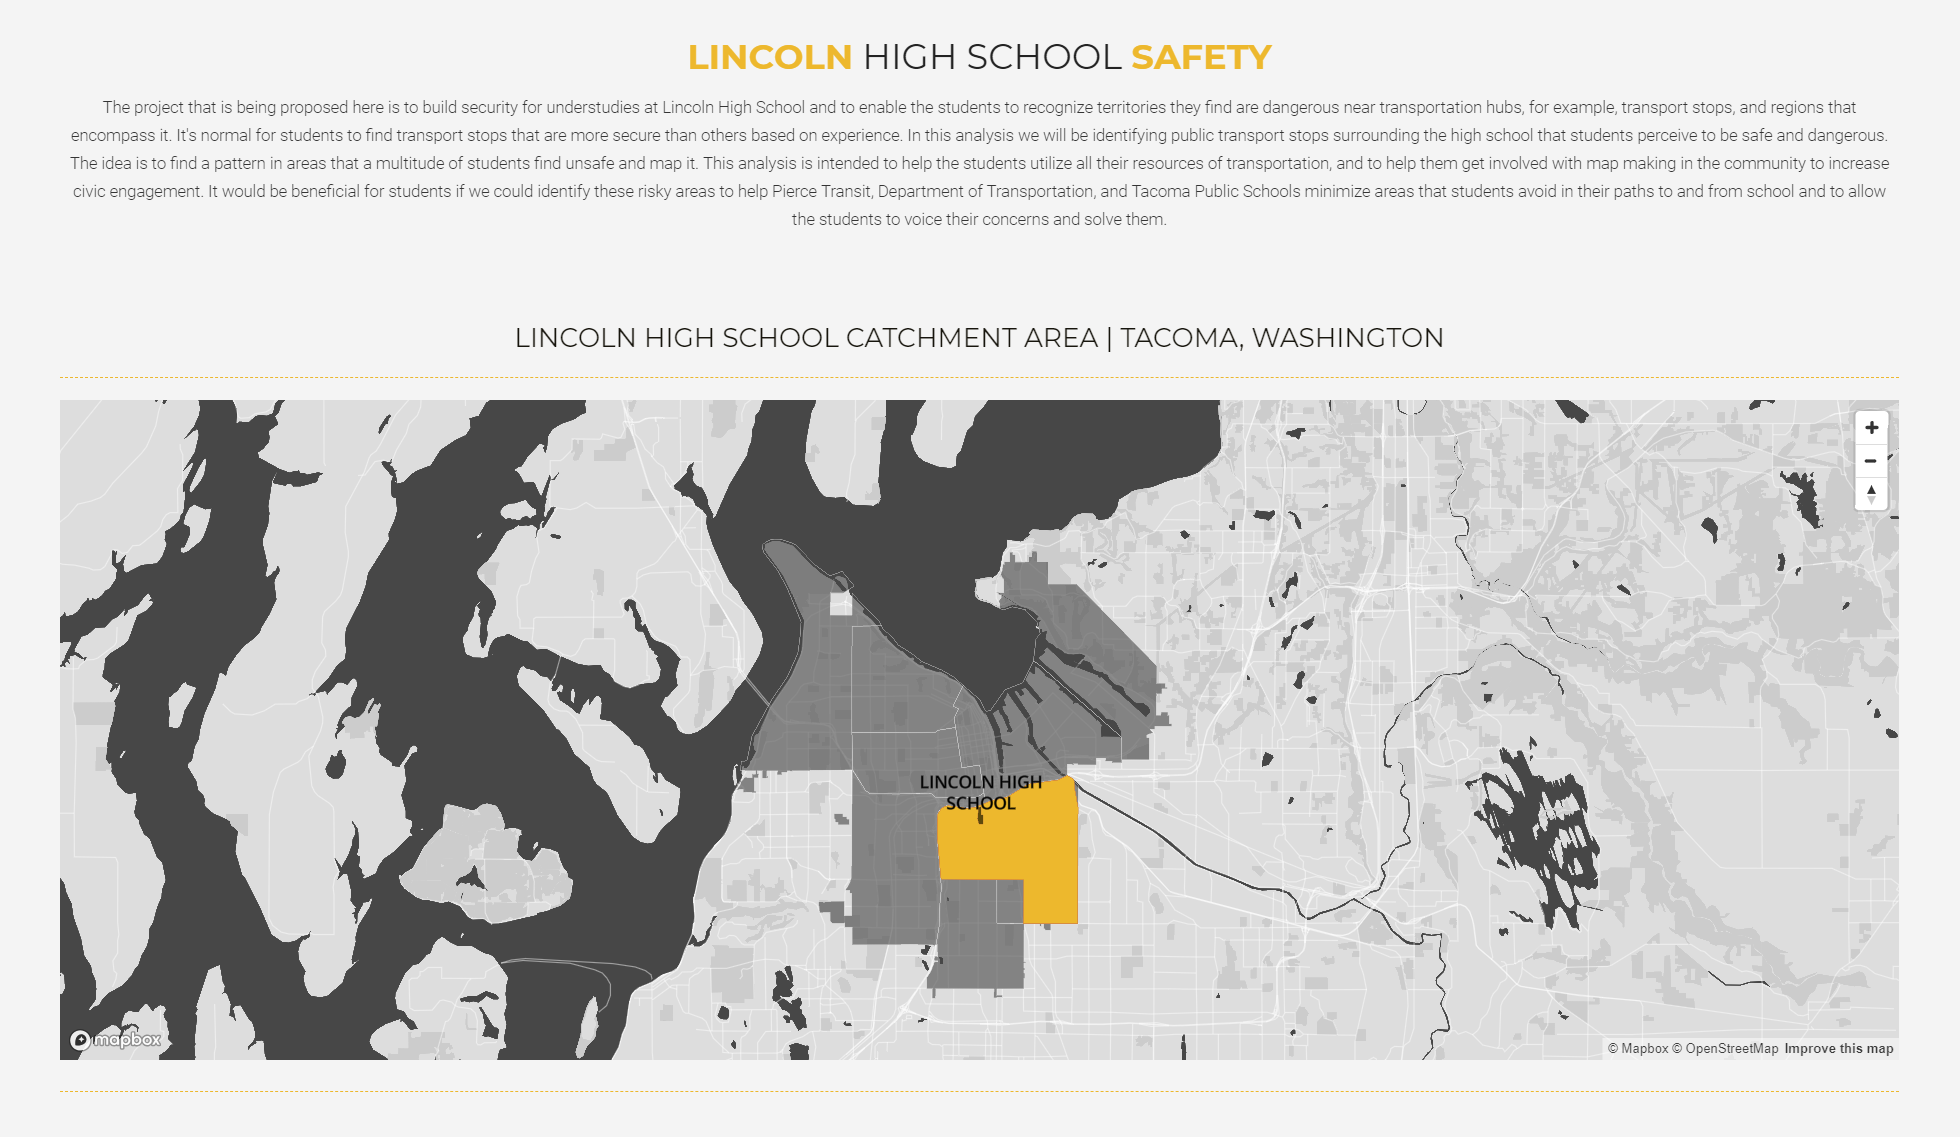 LINCOLN HIGH SCHOOL SAFETY
The project that is being proposed here is to build security for understudies at Lincoln High School and to enable the students to recognize territories they find are dangerous near transportation hubs, for example, transport stops, and regions that
encompass it. It's normal for students to find transport stops that are more secure than others based on experience. In this analysis we will be identifying public transport stops surrounding the high school that students perceive to be safe and dangerous.
The idea is to find a pattern in areas that a multitude of students find unsafe and map it. This analysis is intended to help the students utilize all their resources of transportation, and to help them get involved with map making in the community to increase
civic engagement. It would be beneficial for students if we could identify these risky areas to help Pierce Transit, Department of Transportation, and Tacoma Public Schools minimize areas that students avoid in their paths to and from school and to allow
the students to voice their concerns and solve them.
LINCOLN HIGH SCHOOL CATCHMENT AREA | TACOMA, WASHINGTON
LINCOLN HIGH
SCHOOL
mapbox
© Mapbox © OpenStreetMap Improve this map